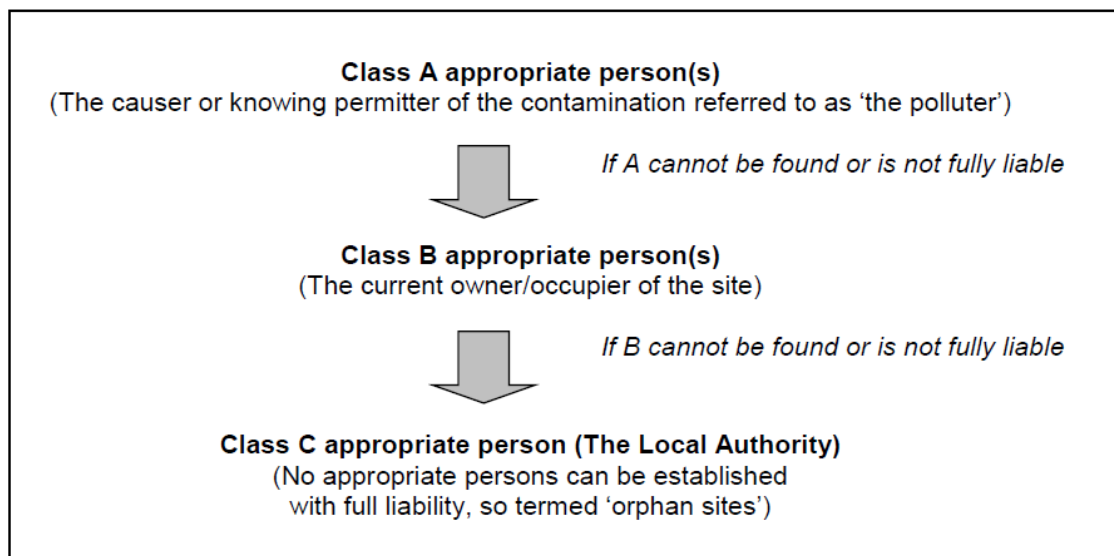 Class A appropriate person(s)
(The causer or knowing permitter of the contamination referred to as ‘the polluter’)
If A cannot be found or is not fully liable
Class B appropriate person(s)
(The current owner/occupier of the site)
If B cannot be found or is not fully liable
Class C appropriate person (The Local Authority)
(No appropriate persons can be established
with full liability, so termed ‘orphan sites’)